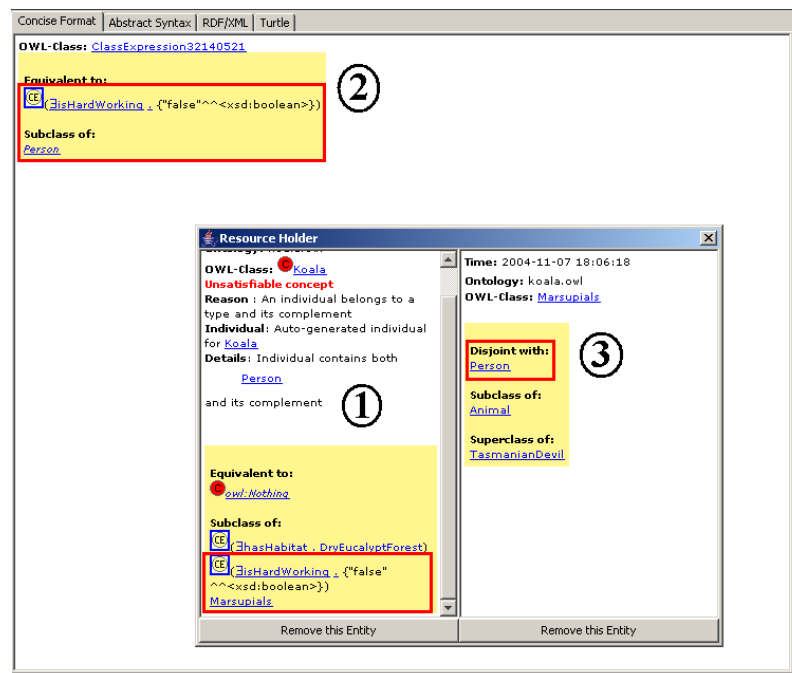 Concise Format Abstract Syntax RDF/XML Turtle
OWL-Class: ClassExpression32140521
Equivalent to:
CE (∃isHardWorking . {"false"^^<xsd:boolean>})
Subclass of:
Person
2
Resource Holder
OWL-Class: C Koala
Unsatisfiable concept
Reason : An individual belongs to a
type and its complement
Individual: Auto-generated individual
for Koala
Details: Individual contains both
Person
and its complement
1
Equivalent to:
C owl:Nothing
Subclass of:
CE (∃hasHabitat . DryEucalyptForest)
CE (∃isHardWorking . {"false"
^^<xsd:boolean>})
Marsupials
Remove this Entity
Time: 2004-11-07 18:06:18
Ontology: koala.owl
OWL-Class: Marsupials
Disjoint with:
Person
3
Subclass of:
Animal
Superclass of:
TasmanianDevil
Remove this Entity